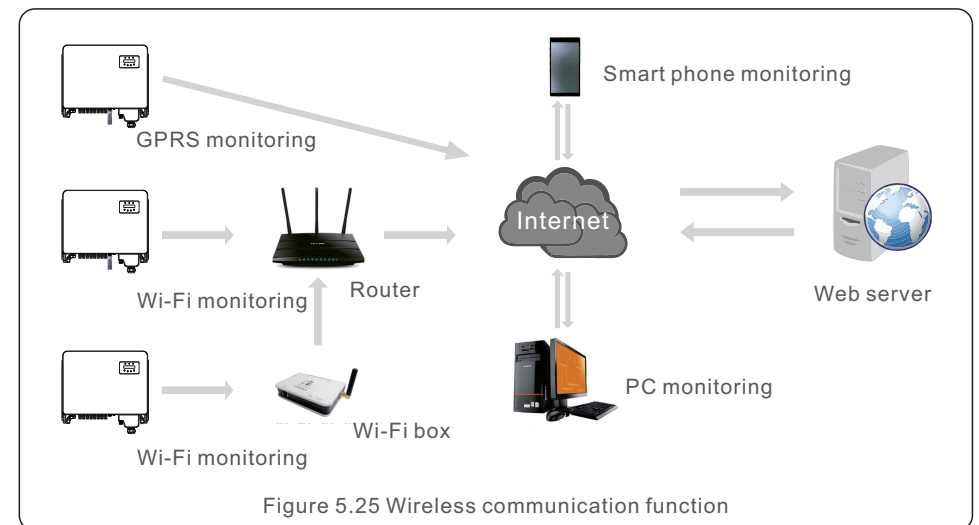 Smart phone monitoring
GPRS monitoring
Internet
Wi-Fi monitoring
Router
Web server
PC monitoring
Wi-Fi box
Wi-Fi monitoring
Figure 5.25 Wireless communication function